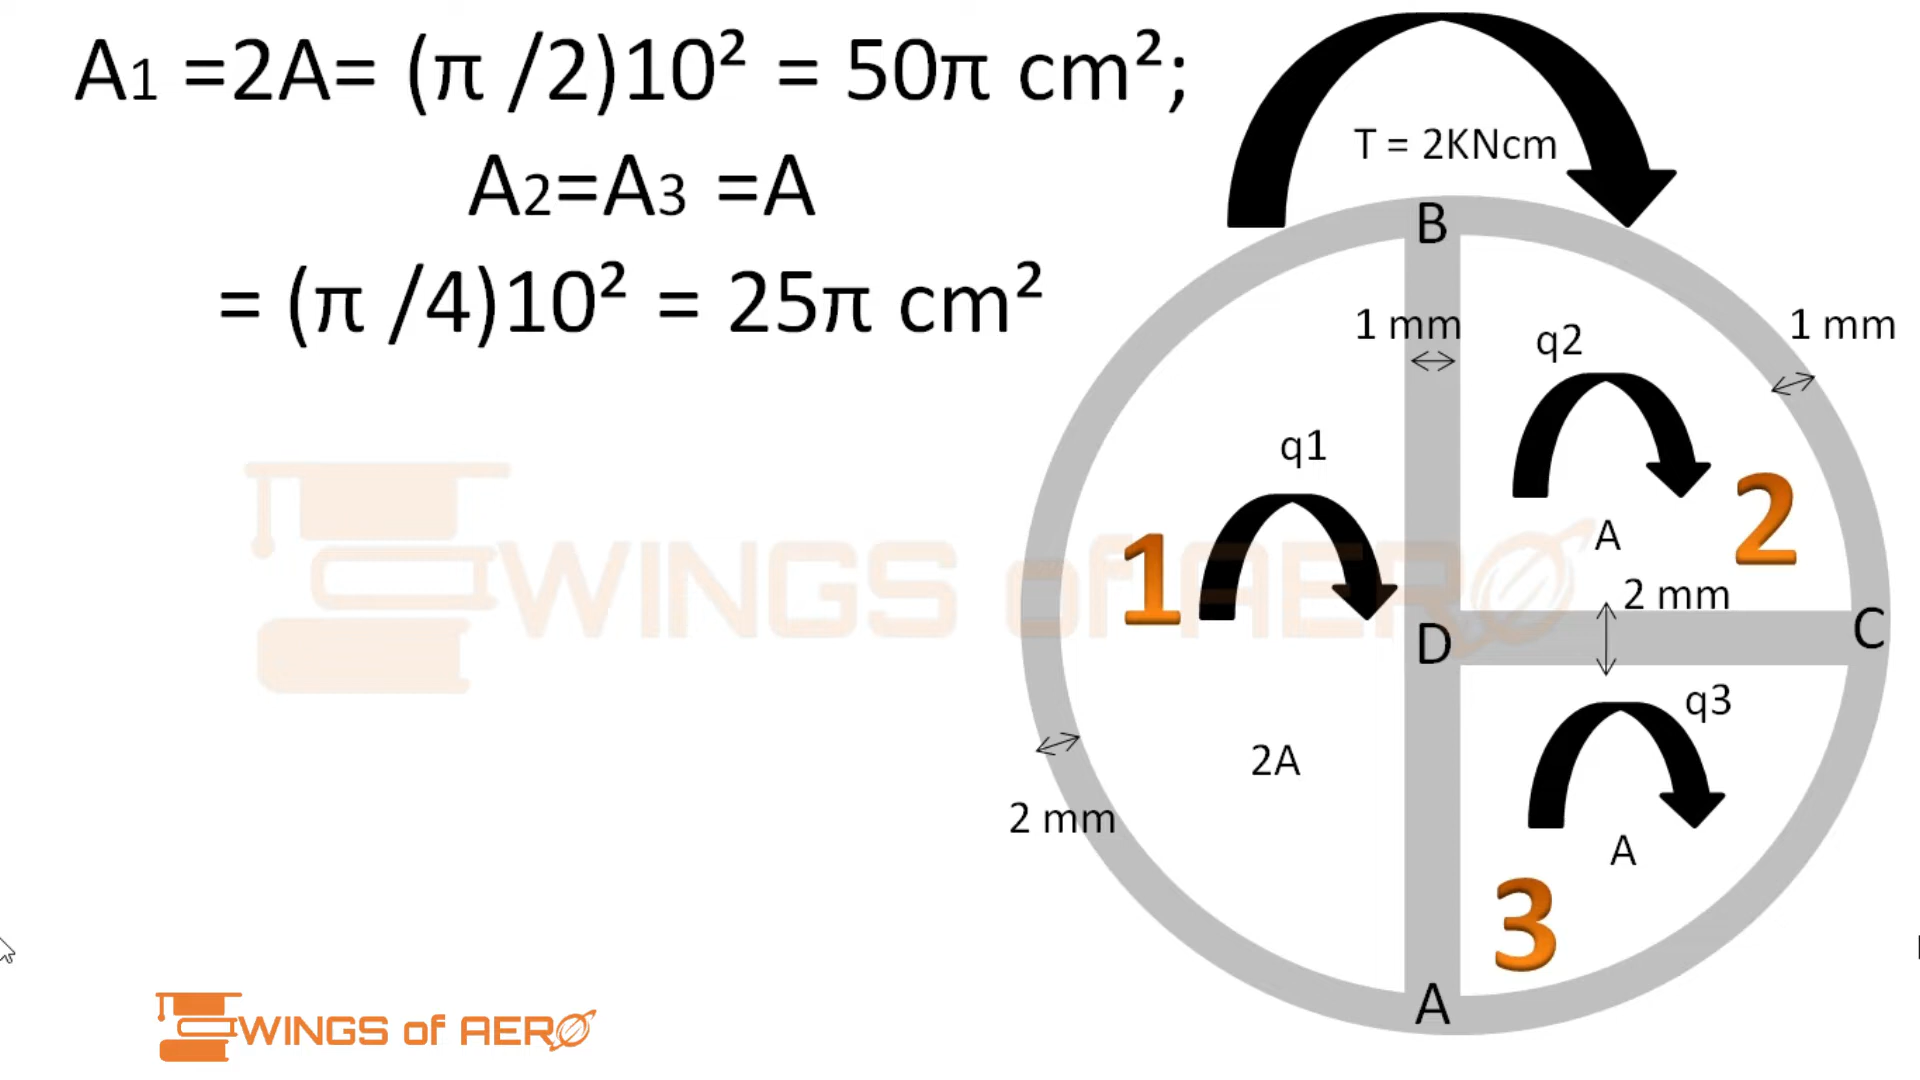 A1 =2A= (π /2)10² = 50π cm²;
A2=A3 =A
= (π /4)10² = 25π cm²
T = 2KNcm
B
1 mm
1 mm
q2
q1
1
2
A
2 mm
D
C
q3
2A
2 mm
A
3
A
WINGS of AERO
WINGS of AERO